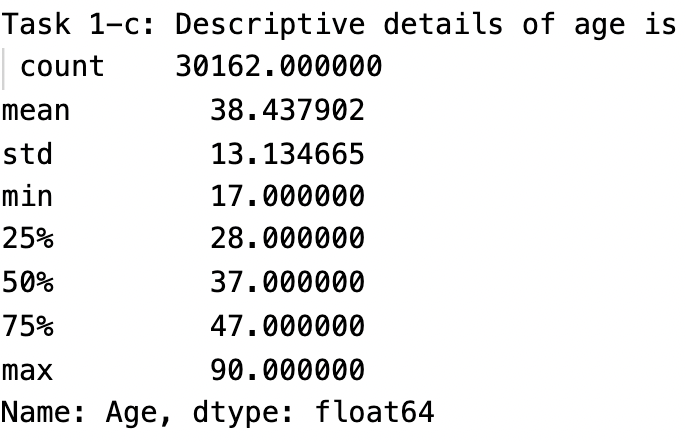 Task 1-c: Descriptive details of age is
count 30162.000000
mean 38.437902
std 13.134665
min 17.000000
25% 28.000000
50% 37.000000
75% 47.000000
max 90.000000
Name: Age, dtype: float64